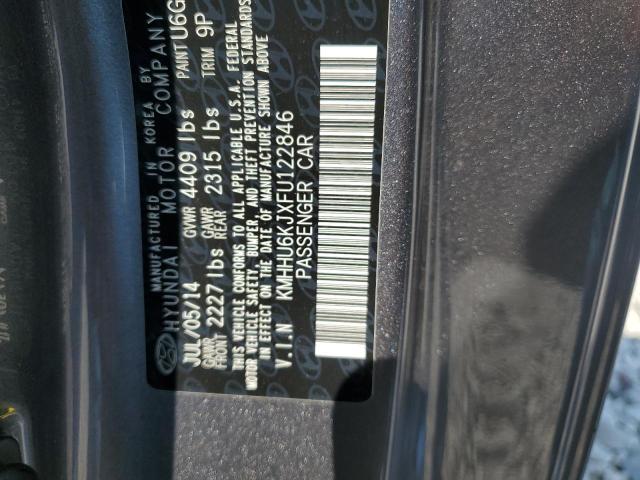 MANUFACTURED IN KOREA BY
HYUNDAI MOTOR COMPANY
JUL/05/14 GVWR 4409 lbs PAINT U6G
GAWR FRONT 2227 lbs GAWR REAR 2315 lbs TRIM 9P
THIS VEHICLE CONFORMS TO ALL APPLICABLE U.S.A. FEDERAL
MOTOR VEHICLE SAFETY, BUMPER, AND THEFT PREVENTION STANDARDS
IN EFFECT ON THE DATE OF MANUFACTURE SHOWN ABOVE
V.I.N KMHHU6KJXFU122846
PASSENGER CAR